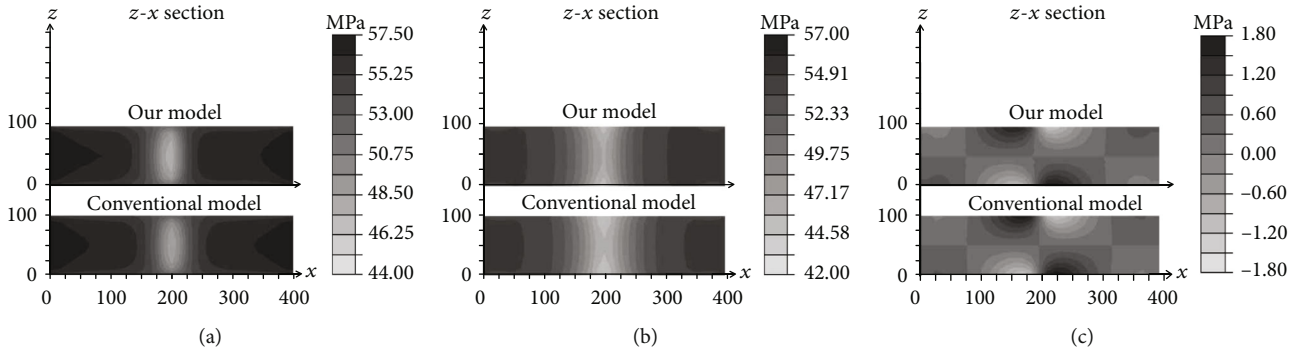 z
z-x section
MPa
57.50
55.25
53.00
50.75
48.50
46.25
44.00
Our model
100
0
Conventional model
100
0
x
0
100
200
300
400
(a)
z
z-x section
MPa
57.00
54.91
52.33
49.75
47.17
44.58
42.00
Our model
Conventional model
x
0
100
200
300
400
(b)
z
z-x section
MPa
1.80
1.20
0.60
0.00
−0.60
−1.20
−1.80
Our model
100
0
Conventional model
100
0
x
0
100
200
300
400
(c)